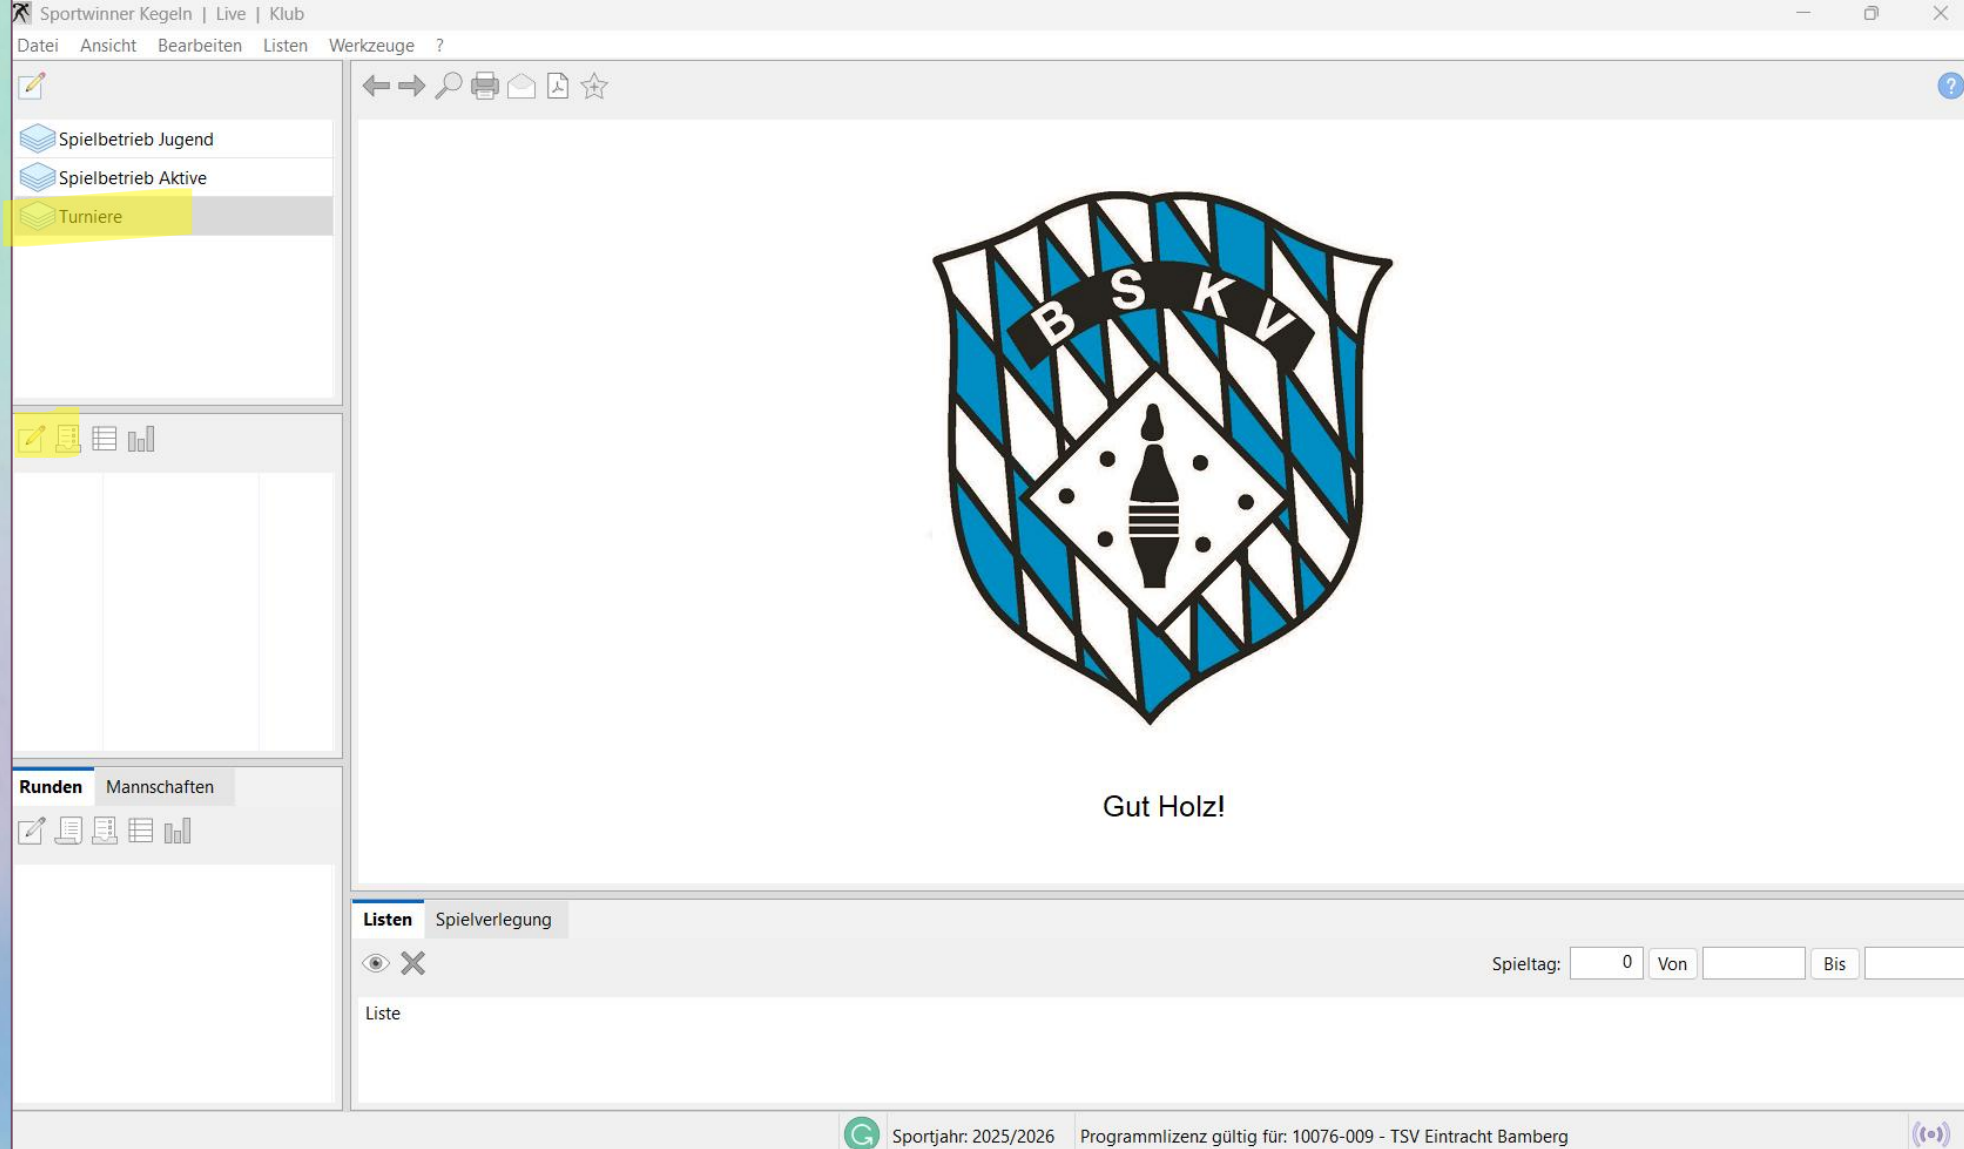 Sportwinner Kegeln | Live | Klub
Datei Ansicht Bearbeiten Listen Werkzeuge ?
?
Spielbetrieb Jugend
Spielbetrieb Aktive
Turniere
B S K V
Gut Holz!
Runden Mannschaften
Listen Spielverlegung
Spieltag: 0 Von Bis
Liste
G Sportjahr: 2025/2026 Programmlizenz gültig für: 10076-009 - TSV Eintracht Bamberg